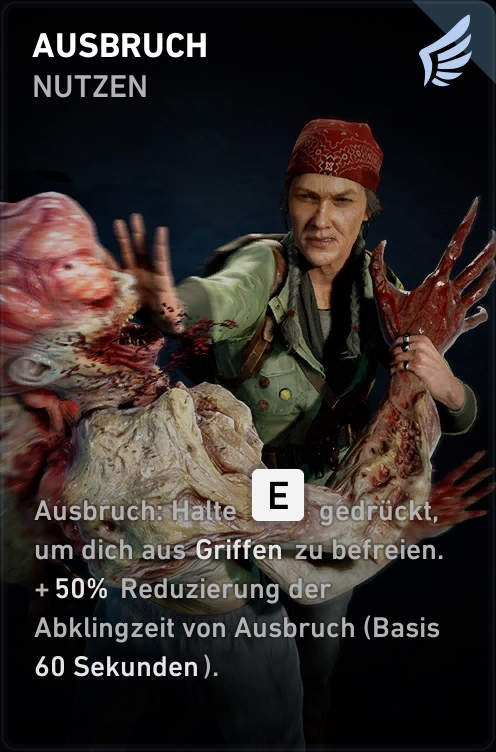 AUSBRUCH
NUTZEN
Ausbruch: Halte E gedrückt,
um dich aus Griffen zu befreien.
+50% Reduzierung der
Abklingzeit von Ausbruch (Basis
60 Sekunden).